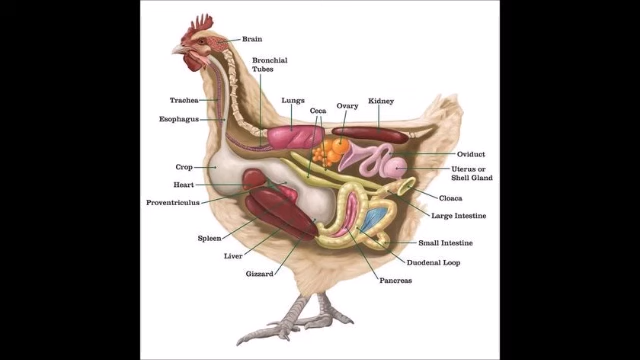 Brain
Bronchial
Tubes
Lungs
Ceca
Ovary
Kidney
Trachea
Esophagus
Oviduct
Crop
Uterus or
Shell Gland
Heart
Cloaca
Proventriculus
Large Intestine
Spleen
Small Intestine
Liver
Duodenal Loop
Gizzard
Pancreas